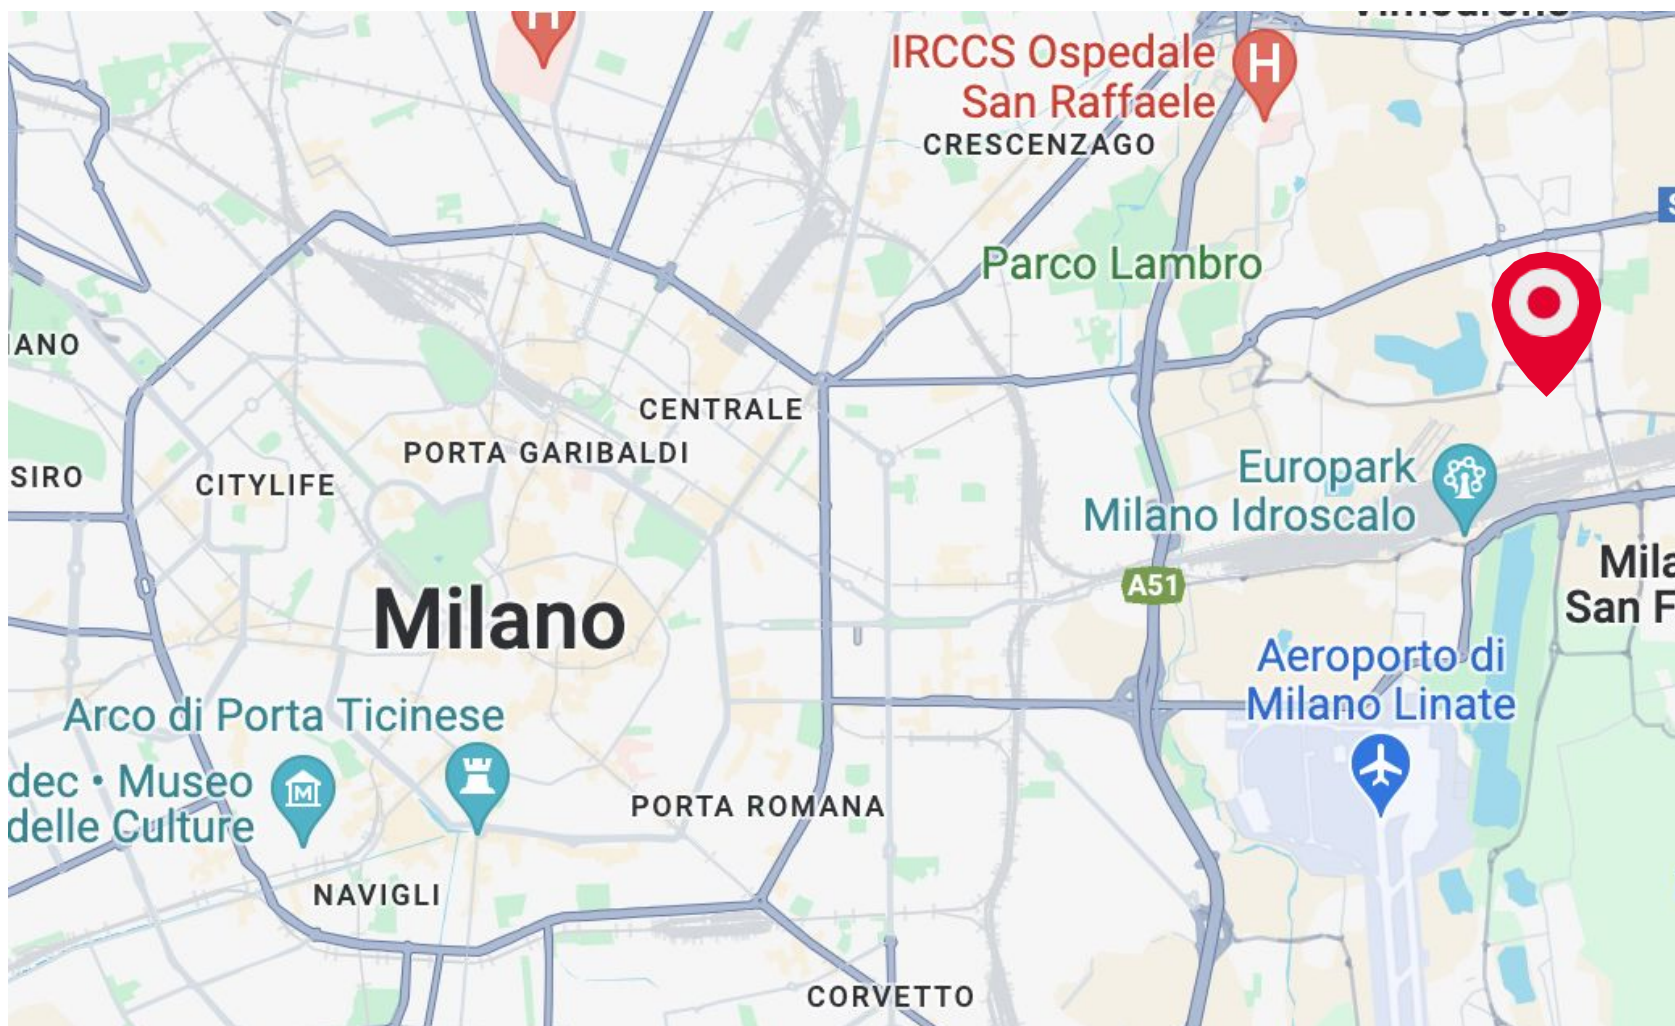 H
IRCCS Ospedale
San Raffaele
H
CRESCENZAGO
Parco Lambro
CENTRALE
PORTA GARIBALDI
SIRO
CITYLIFE
Europark
Milano Idroscalo
A51
Milano
San F
Aeroporto di
Milano Linate
Arco di Porta Ticinese
dec • Museo
delle Culture
M
PORTA ROMANA
NAVIGLI
CORVETTO